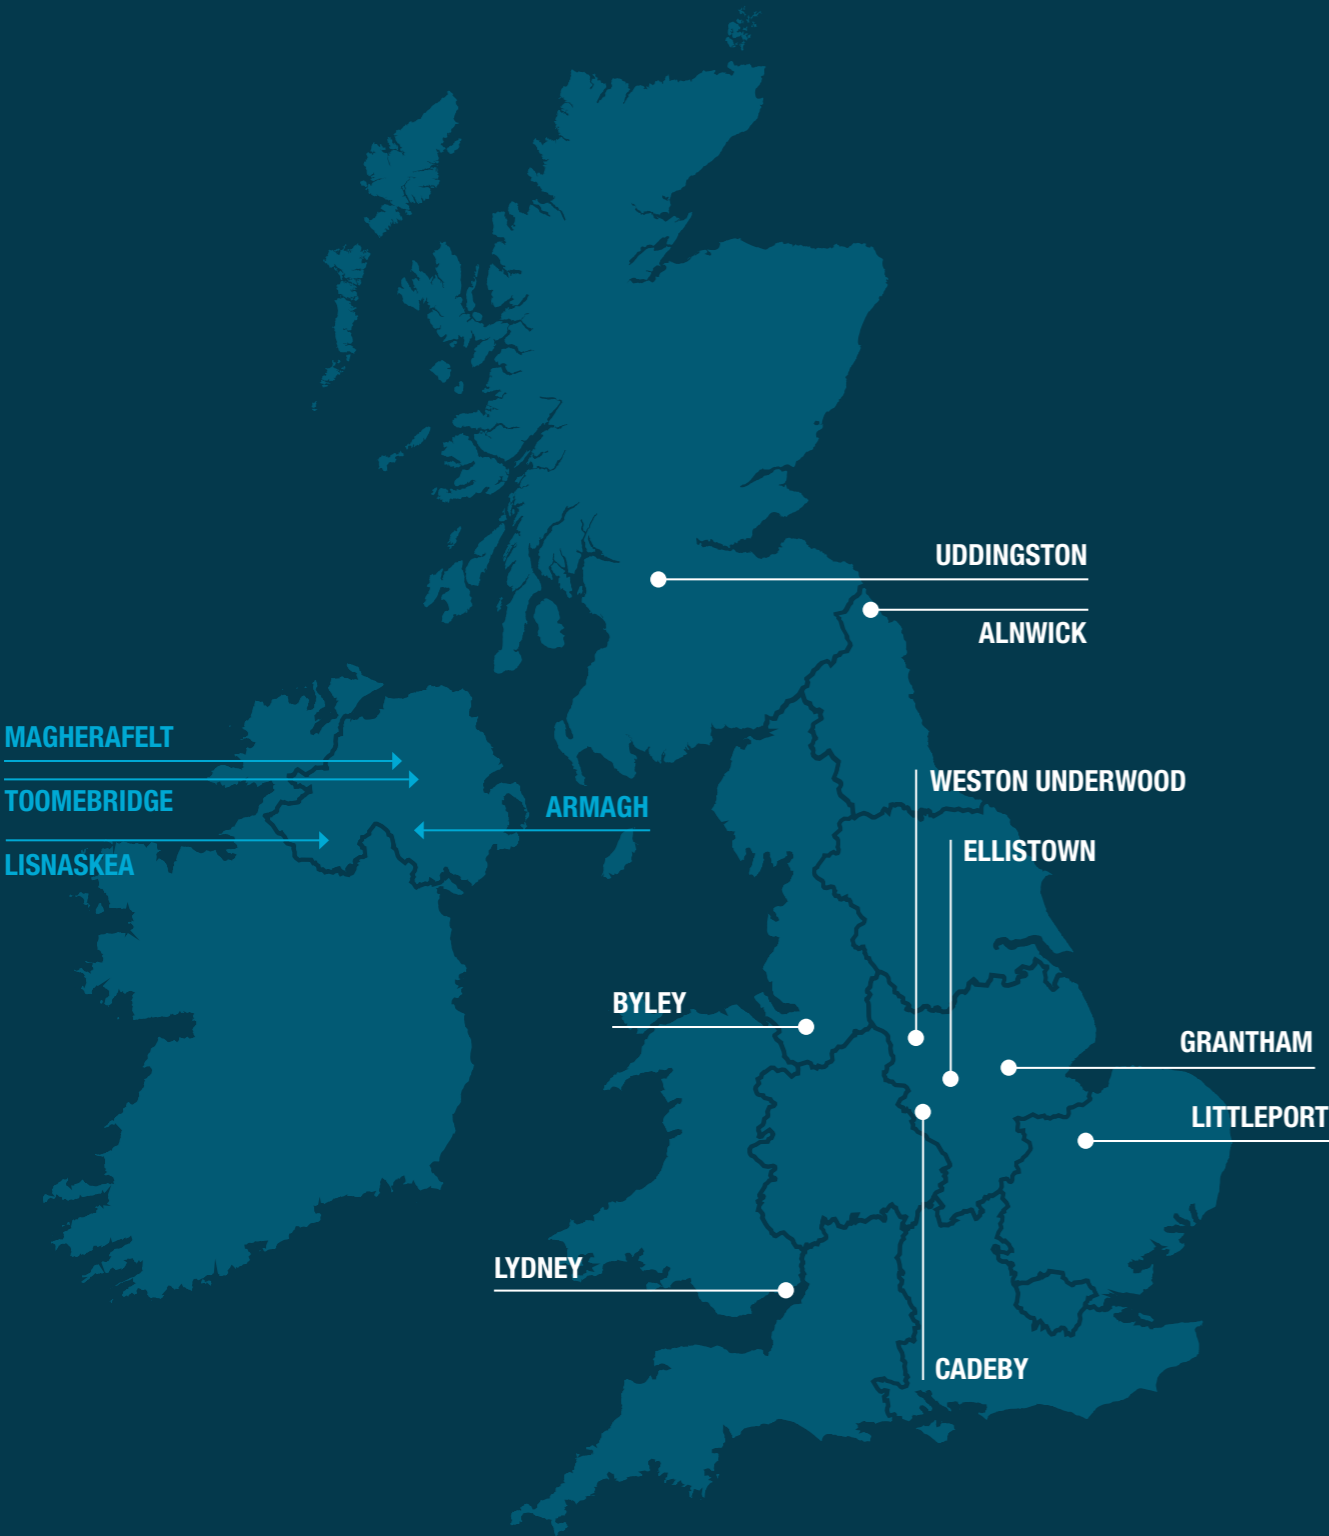 UDDINGSTON
ALNWICK
MAGHERAFELT
TOOMEBRIDGE
ARMAGH
LISNASKEA
WESTON UNDERWOOD
ELLISTOWN
BYLEY
GRANTHAM
LITTLEPORT
LYDNEY
CADEBY